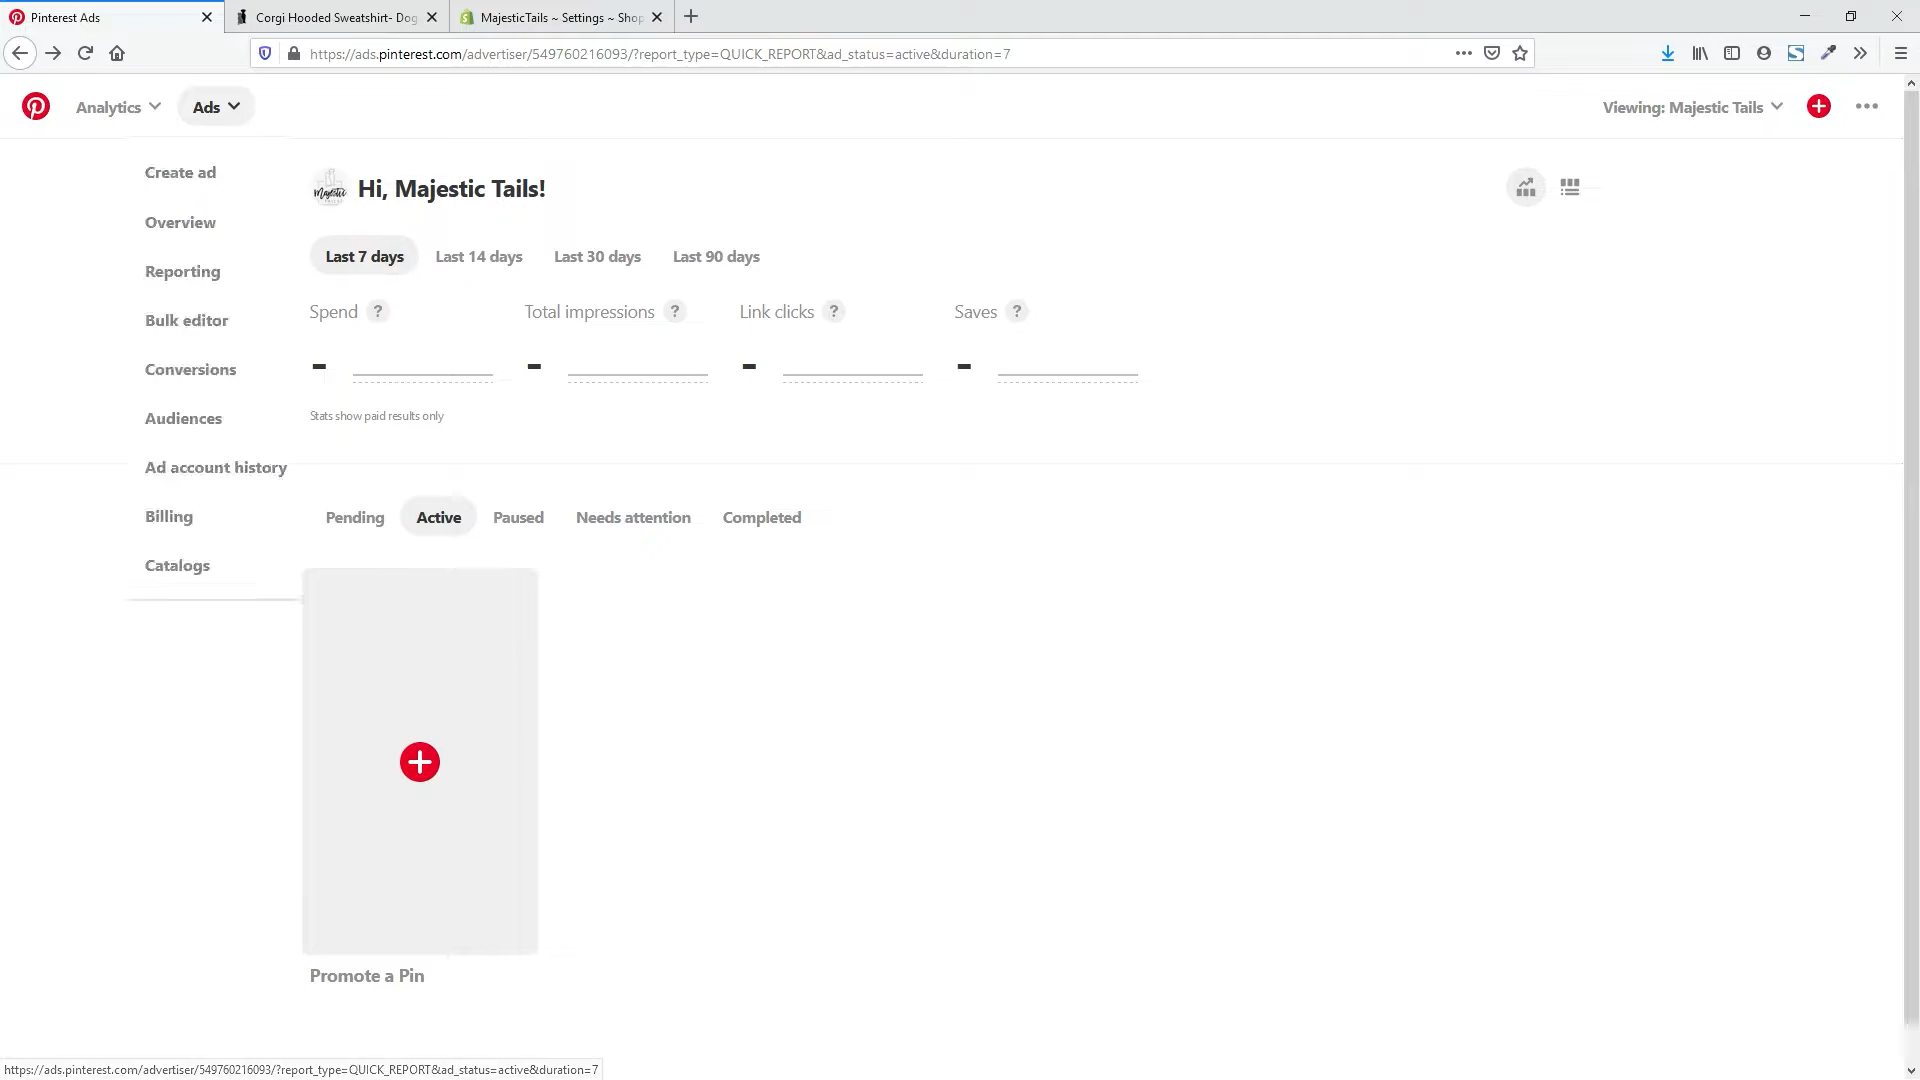 Pinterest Ads
Corgi Hooded Sweatshirt- Dog
MajesticTails ~ Settings ~ Shop
https://ads.pinterest.com/advertiser/549760216093/?report_type=QUICK_REPORT&ad_status=active&duration=7
Analytics
Ads
Viewing: Majestic Tails
Create ad
Overview
Reporting
Bulk editor
Conversions
Audiences
Ad account history
Billing
Catalogs
Majestic
Hi, Majestic Tails!
Last 7 days
Last 14 days
Last 30 days
Last 90 days
Spend ?
Total impressions ?
Link clicks ?
Saves ?
-
-
-
-
Stats show paid results only
Pending
Active
Paused
Needs attention
Completed
Promote a Pin
https://ads.pinterest.com/advertiser/549760216093/?report_type=QUICK_REPORT&ad_status=active&duration=7